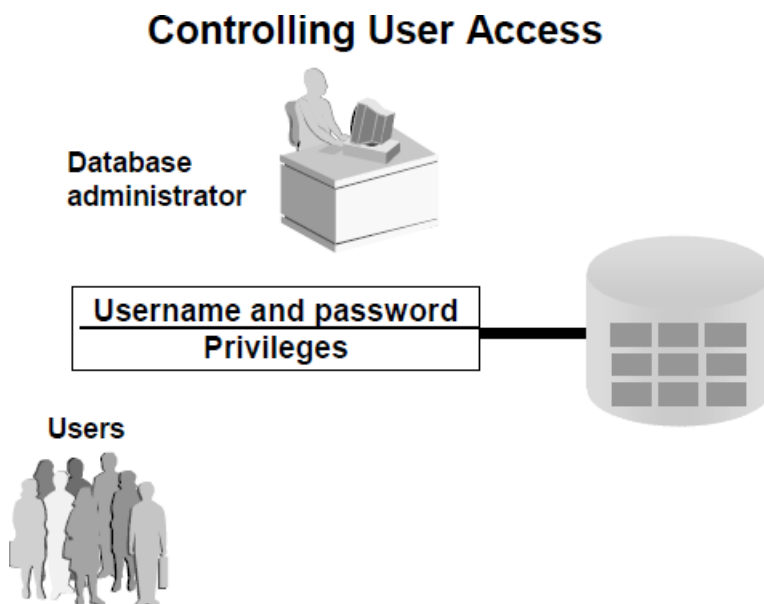 Controlling User Access
Database
administrator
Username and password
Privileges
Users